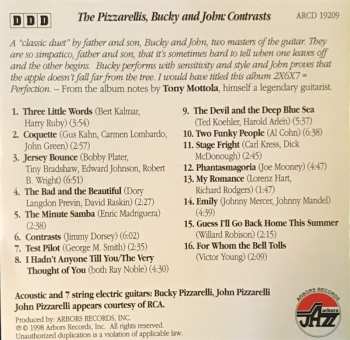 D D D
The Pizzarellis, Bucky and John: Contrasts
ARCD 19209
A "classic duet" by father and son, Bucky and John, two masters of the guitar. They
are so simpatico, father and son, that it's sometimes hard to tell when one leaves off
and the other begins. Bucky performs with sensitivity and style and John proves that
the apple doesn't fall far from the tree. I would have titled this album 2X6X7 =
Perfection. – From the album notes by Tony Mottola, himself a legendary guitarist.
1. Three Little Words (Bert Kalmar,
Harry Ruby) (3:54)
2. Coquette (Gus Kahn, Carmen Lombardo,
John Green) (2:57)
3. Jersey Bounce (Bobby Plater,
Tiny Bradshaw, Edward Johnson, Robert
B. Wright) (6:51)
4. The Bad and the Beautiful (Dory
Langdon Previn, David Raskin) (2:17)
5. The Minute Samba (Enric Madriguera)
(2:38)
6. Contrasts (Jimmy Dorsey) (6:02)
7. Test Pilot (George M. Smith) (2:35)
8. I Hadn't Anyone Till You/The Very
Thought of You (both Ray Noble) (4:30)
9. The Devil and the Deep Blue Sea
(Ted Koehler, Harold Arlen) (5:37)
10. Two Funky People (Al Cohn) (6:38)
11. Stage Fright (Carl Kress, Dick
McDonough) (2:45)
12. Phantasmagoria (Joe Mooney) (4:47)
13. My Romance (Lorenz Hart,
Richard Rodgers) (1:47)
14. Emily (Johnny Mercer, Johnny Mandel)
(4:39)
15. Guess I'll Go Back Home This Summer
(Willard Robison) (2:15)
16. For Whom the Bell Tolls
(Victor Young) (2:09)
Acoustic and 7 string electric guitars: Bucky Pizzarelli, John Pizzarelli
John Pizzarelli appears courtesy of RCA.
Produced by: ARBORS RECORDS, INC.
© ℗ 1998 Arbors Records, Inc. All rights reserved.
Unauthorized duplication is a violation of applicable law.
ARBORS RECORDS
arbors
JAZZ